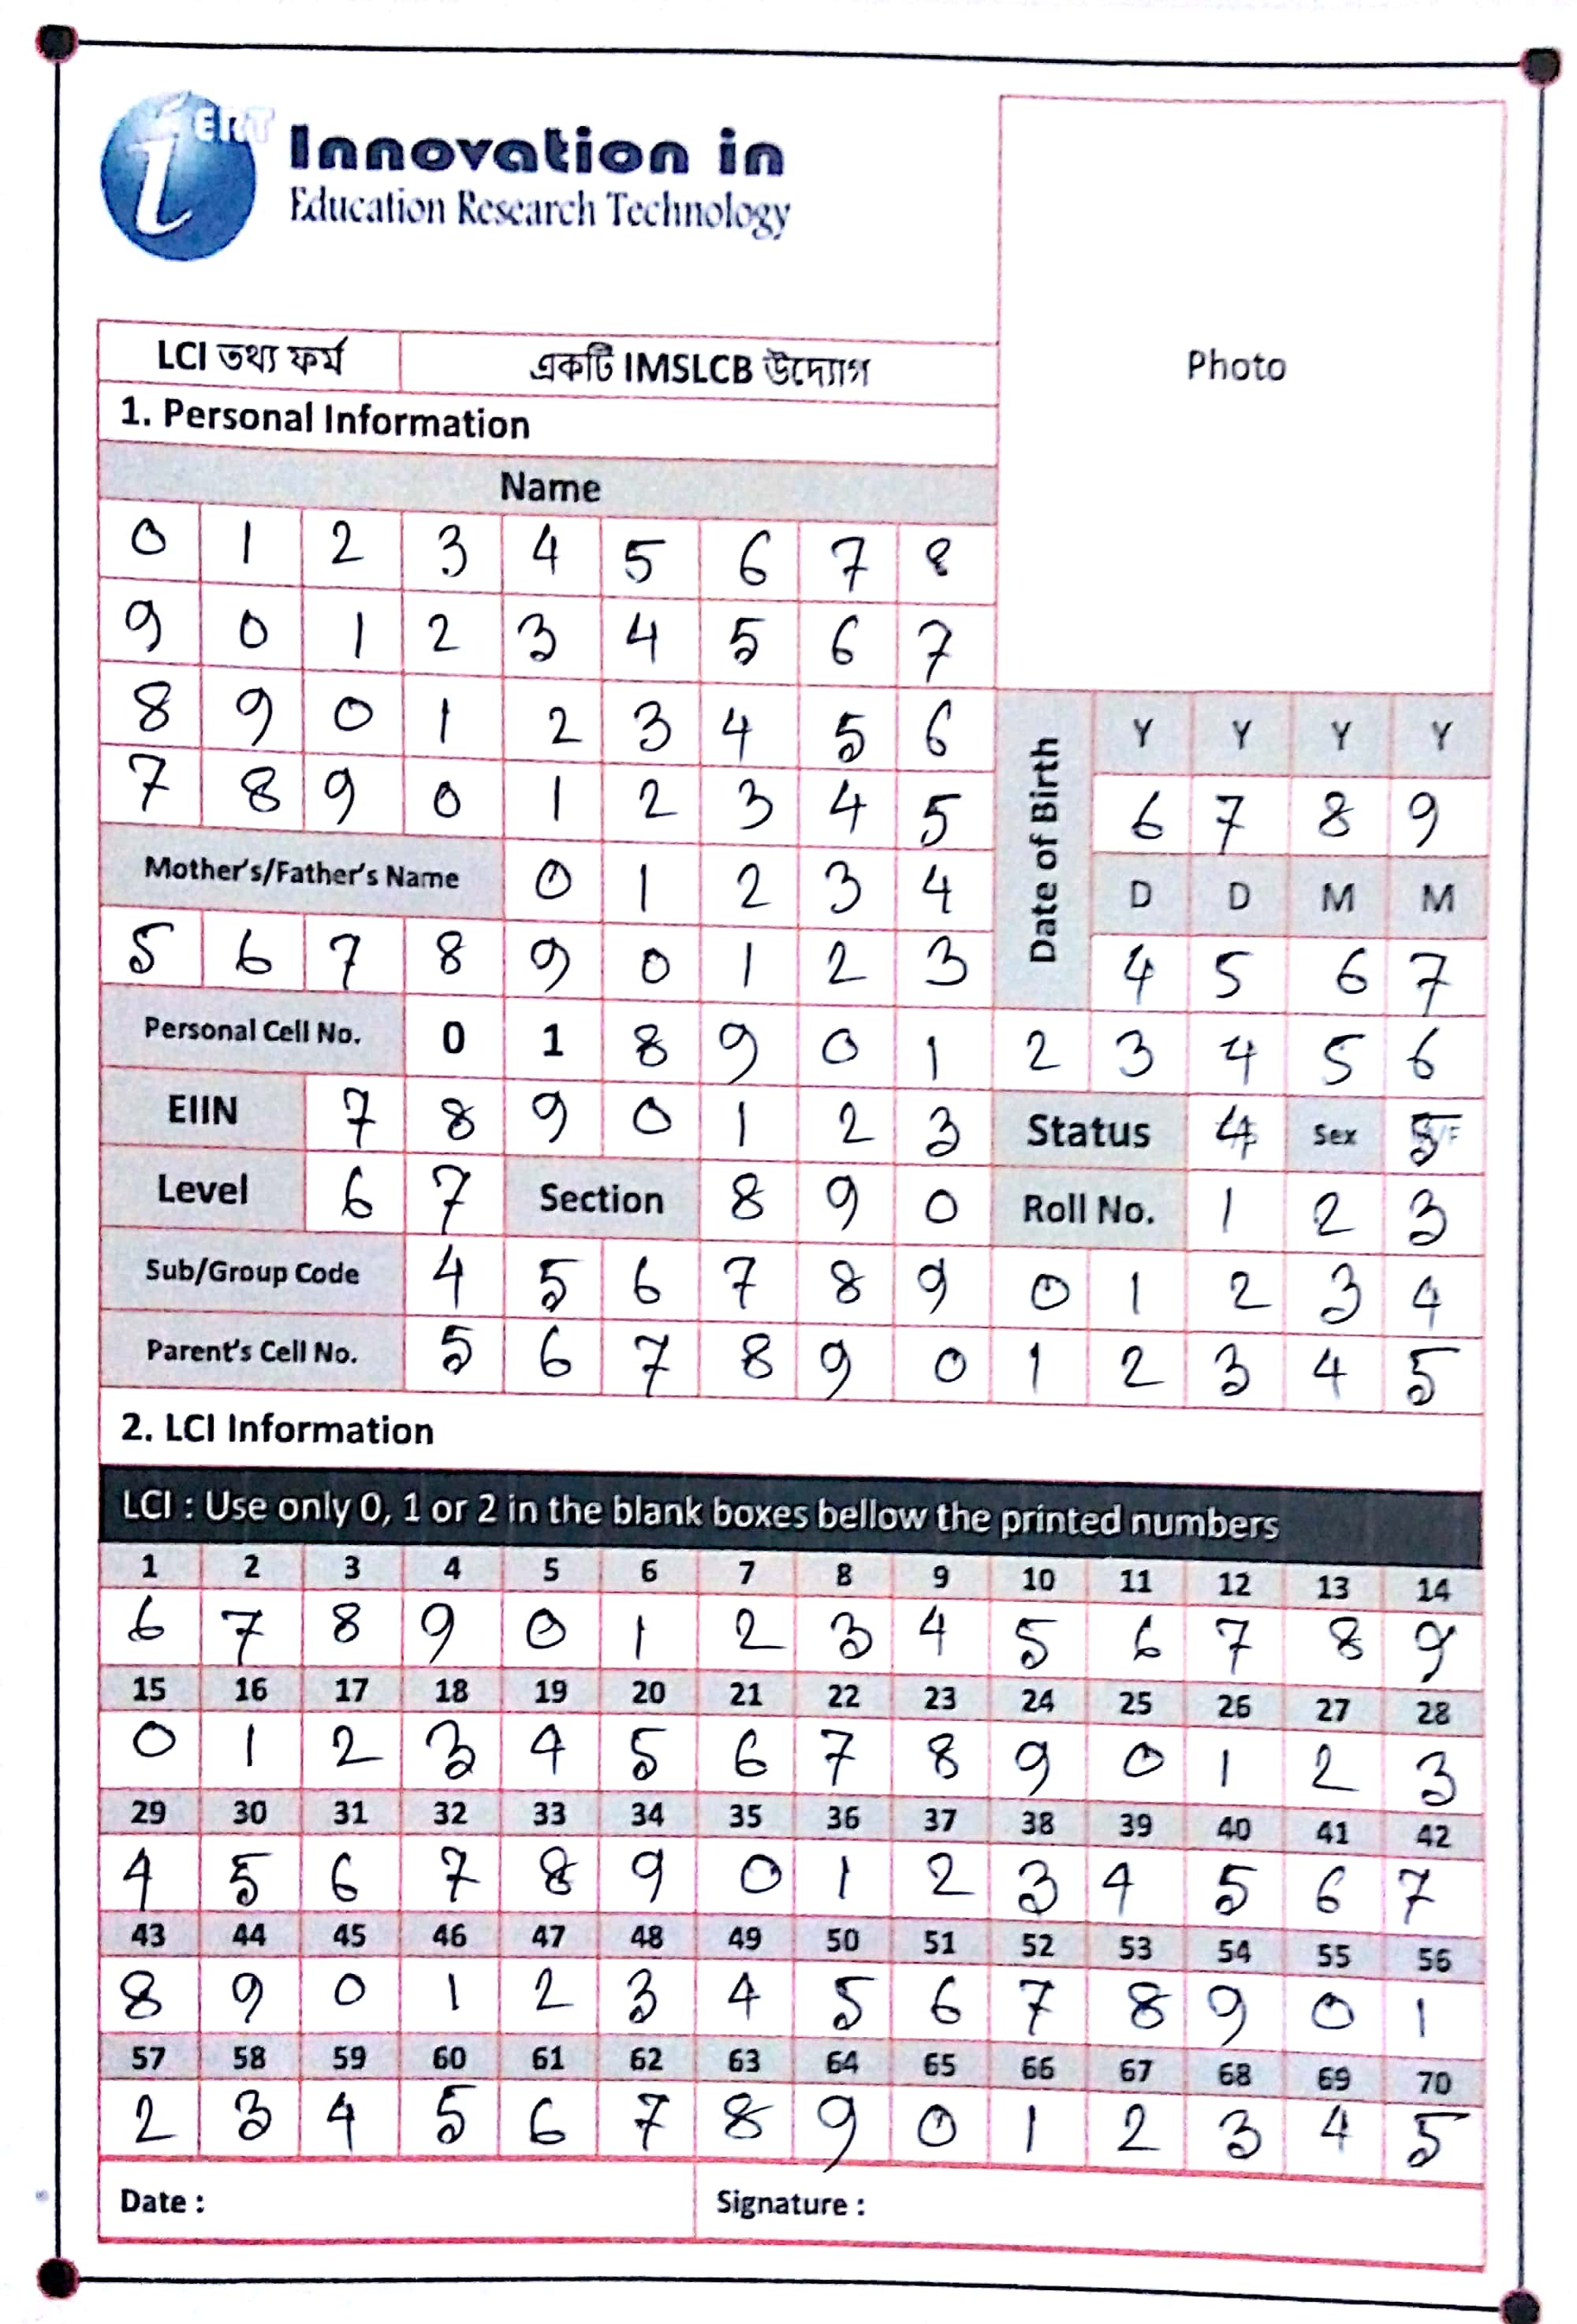 iERT Innovation in
Education Research Technology
Photo
LCI তথ্য ফর্ম একটি IMSLCB উদ্যোগ
1. Personal Information
Name
0 1 2 3 4 5 6 7 8
9 0 1 2 3 4 5 6 7
8 9 0 1 2 3 4 5 6
7 8 9 0 1 2 3 4 5
Date of Birth
Y Y Y Y
6 7 8 9
D D M M
4 5 6 7
Mother's/Father's Name 0 1 2 3 4
5 6 7 8 9 0 1 2 3
Personal Cell No. 0 1 8 9 0 1 2 3 4 5 6
EIIN 7 8 9 0 1 2 3 Status 4 Sex 5
Level 6 7 Section 8 9 0 Roll No. 1 2 3
Sub/Group Code 4 5 6 7 8 9 0 1 2 3 4
Parent's Cell No. 5 6 7 8 9 0 1 2 3 4 5
2. LCI Information
LCI : Use only 0, 1 or 2 in the blank boxes bellow the printed numbers
1 2 3 4 5 6 7 8 9 10 11 12 13 14
6 7 8 9 0 1 2 3 4 5 6 7 8 9
15 16 17 18 19 20 21 22 23 24 25 26 27 28
0 1 2 3 4 5 6 7 8 9 0 1 2 3
29 30 31 32 33 34 35 36 37 38 39 40 41 42
4 5 6 7 8 9 0 1 2 3 4 5 6 7
43 44 45 46 47 48 49 50 51 52 53 54 55 56
8 9 0 1 2 3 4 5 6 7 8 9 0 1
57 58 59 60 61 62 63 64 65 66 67 68 69 70
2 3 4 5 6 7 8 9 0 1 2 3 4 5
Date : Signature :